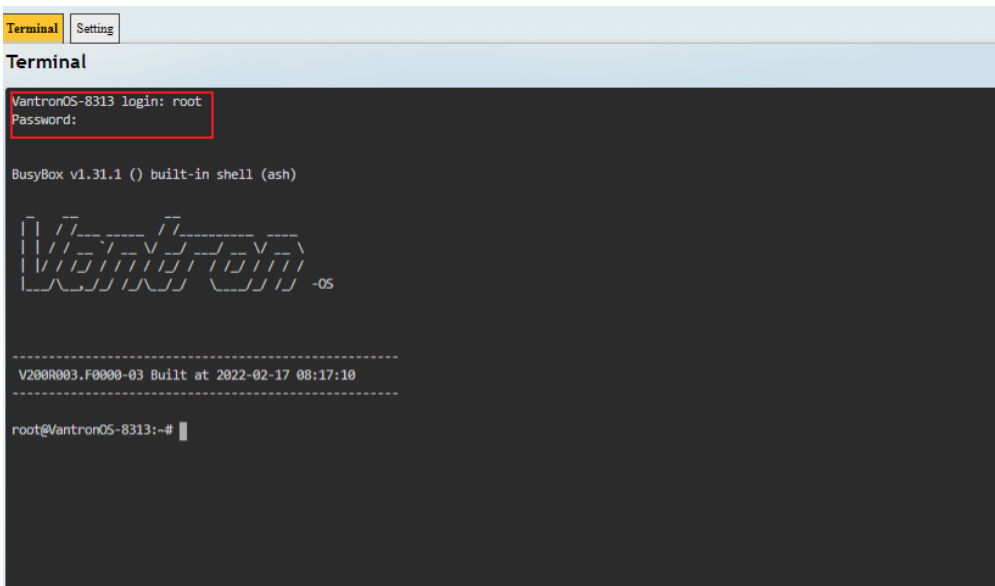 Terminal
Setting
Terminal
VantronOS-8313 login: root
Password:
BusyBox v1.31.1 () built-in shell (ash)
Vantron
-OS
-----------------------------------------------------
V200R003.F0000-03 Built at 2022-02-17 08:17:10
-----------------------------------------------------
root@VantronOS-8313:~#